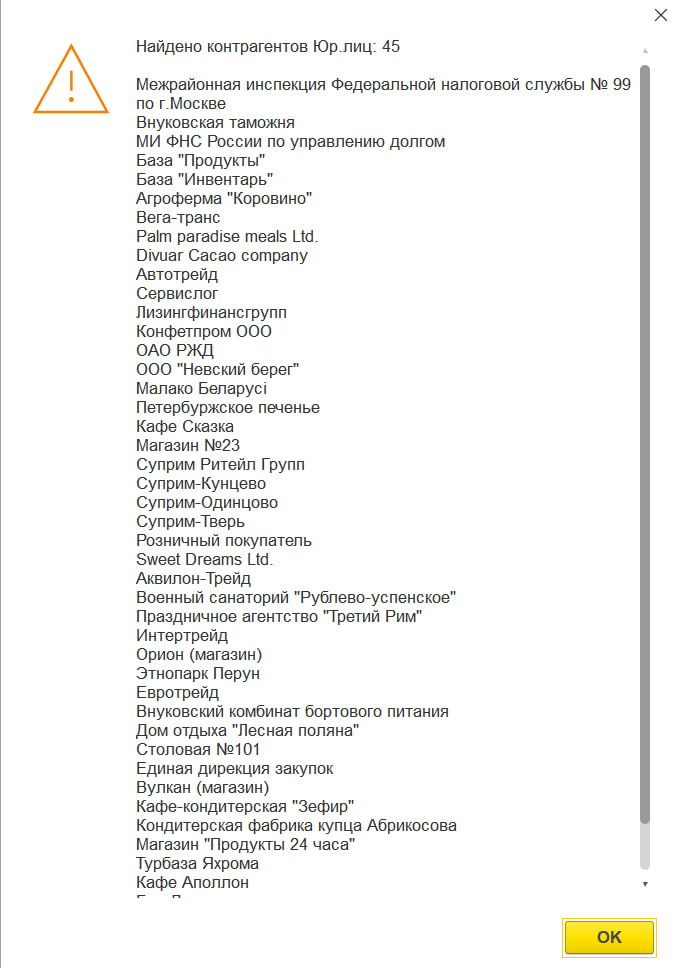 Найдено контрагентов Юр.лиц: 45
Межрайонная инспекция Федеральной налоговой службы № 99
по г.Москве
Внуковская таможня
МИ ФНС России по управлению долгом
База "Продукты"
База "Инвентарь"
Агроферма "Коровино"
Вега-транс
Palm paradise meals Ltd.
Divuar Cacao company
Автотрейд
Сервислог
Лизингфинансгрупп
Конфетпром ООО
ОАО РЖД
ООО "Невский берег"
Малако Беларусi
Петербуржское печенье
Кафе Сказка
Магазин №23
Суприм Ритейл Групп
Суприм-Кунцево
Суприм-Одинцово
Суприм-Тверь
Розничный покупатель
Sweet Dreams Ltd.
Аквилон-Трейд
Военный санаторий "Рублево-успенское"
Праздничное агентство "Третий Рим"
Интертрейд
Орион (магазин)
Этнопарк Перун
Евротрейд
Внуковский комбинат бортового питания
Дом отдыха "Лесная поляна"
Столовая №101
Единая дирекция закупок
Вулкан (магазин)
Кафе-кондитерская "Зефир"
Кондитерская фабрика купца Абрикосова
Магазин "Продукты 24 часа"
Турбаза Яхрома
Кафе Аполлон
OK